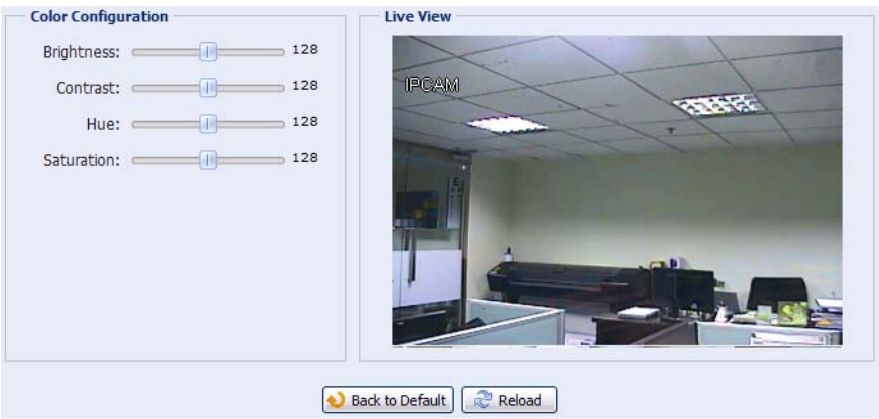 Color Configuration
Brightness: 128
Contrast: 128
Hue: 128
Saturation: 128
Live View
IPCAM
Back to Default
Reload